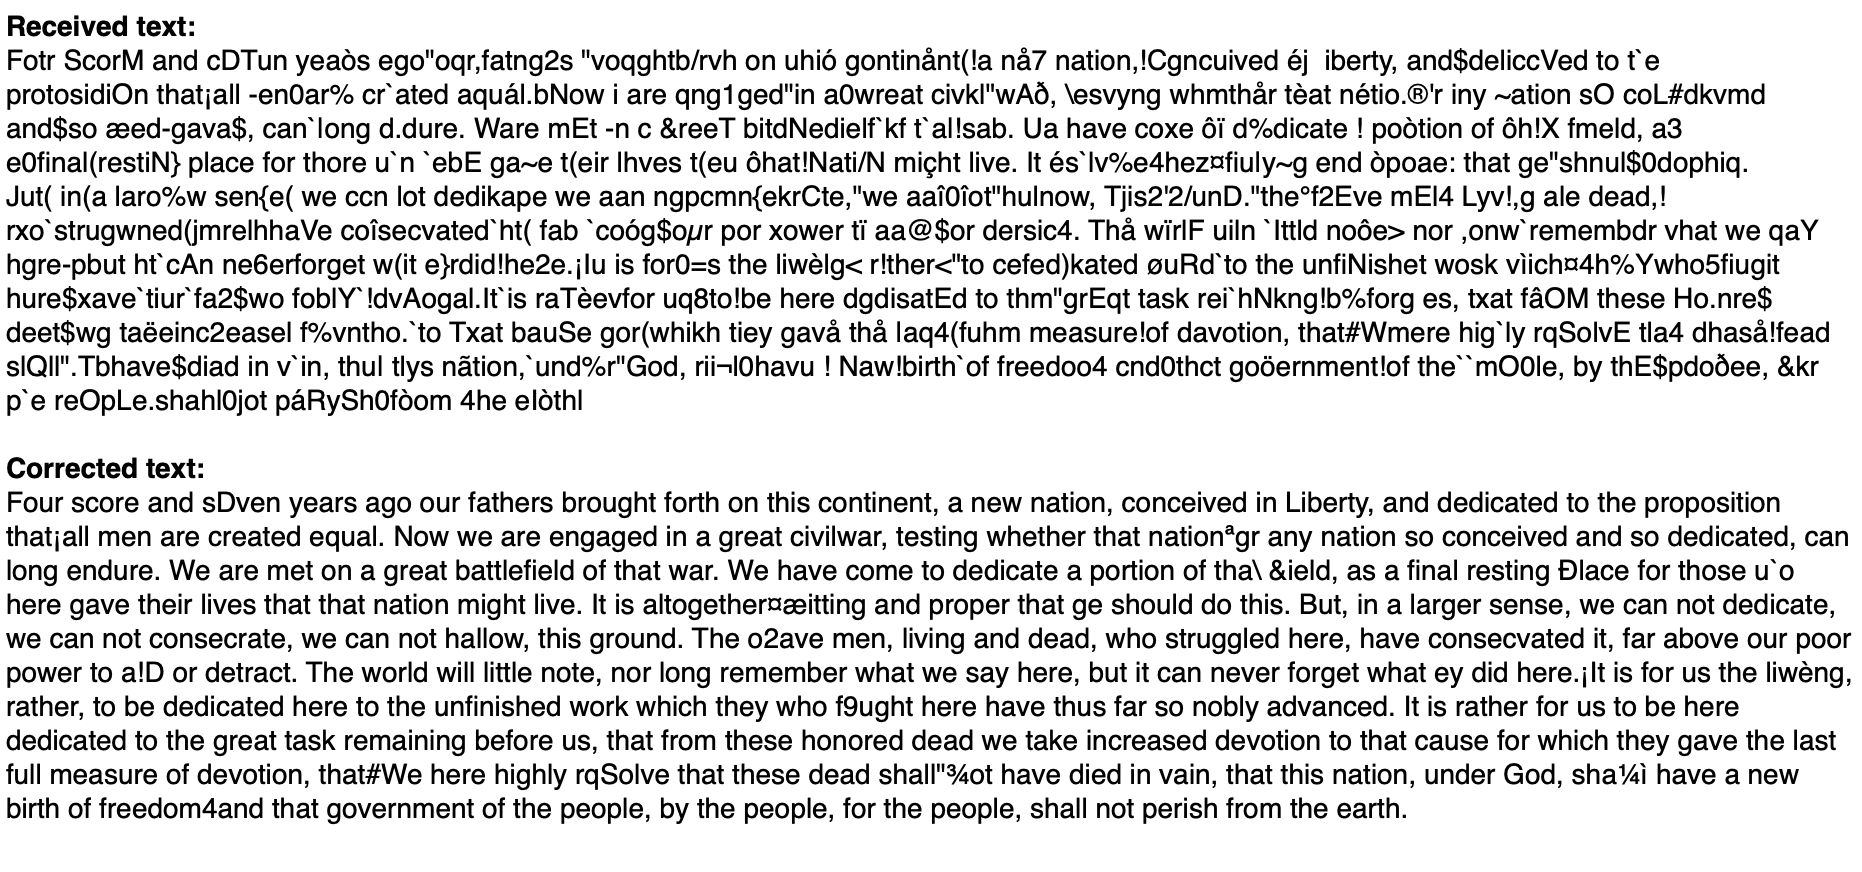 Received text:
Fotr ScorM and cDTun yeaòs ego"oqr,fatng2s "voqghtb/rvh on uhió gontinånt(!a nå7 nation,!Cgncuived éj  iberty, and$deliccVed to t`e
protosidiOn that¡all -en0ar% cr`ated aquál.bNow i are qng1ged"in a0wreat civkl"wAð, \esvyng whmthår tèat nétio.®'r iny ~ation sO coL#dkvmd
and$so æed-gava$, can`long d.dure. Ware mEt -n c &reeT bitdNedielf`kf t`al!sab. Ua have coxe ôï d%dicate ! poòtion of ôh!X fmeld, a3
e0final(restiN} place for thore u`n `ebE ga~e t(eir lhves t(eu ôhat!Nati/N miçht live. It és`lv%e4hez¤fiuly~g end òpoae: that ge"shnul$0dophiq.
Jut( in(a laro%w sen{e( we ccn lot dedikape we aan ngpcmn{ekrCte,"we aaî0îot"hulnow, Tjis2'2/unD."the°f2Eve mEl4 Lyv!,g ale dead,!
rxo`strugwned(jmrelhhaVe coîsecvated`ht( fab `coóg$oµr por xower tï aa@$or dersic4. Thå wïrlF uiln `lttld noôe> nor ,onw`remembdr vhat we qaY
hgre-pbut ht`cAn ne6erforget w(it e}rdid!he2e.¡Iu is for0=s the liwèlg< r!ther<"to cefed)kated øuRd`to the unfiNishet wosk vìich¤4h%Ywho5fiugit
hure$xave`tiur`fa2$wo foblY`!dvAogal.It`is raTèevfor uq8to!be here dgdisatEd to thm"grEqt task rei`hNkng!b%forg es, txat fâOM these Ho.nre$
deet$wg taëeinc2easel f%vntho.`to Txat bauSe gor(whikh tiey gavå thå laq4(fuhm measure!of davotion, that#Wmere hig`ly rqSolvE tla4 dhaså!fead
slQll".Tbhave$diad in v`in, thul tlys nãtion,`und%r"God, rii¬l0havu ! Naw!birth`of freedoo4 cnd0thct goöernment!of the``mO0le, by thE$pdoðee, &kr
p`e reOpLe.shahl0jot páRySh0fòom 4he elòthl
Corrected text:
Four score and sDven years ago our fathers brought forth on this continent, a new nation, conceived in Liberty, and dedicated to the proposition
that¡all men are created equal. Now we are engaged in a great civilwar, testing whether that nationªgr any nation so conceived and so dedicated, can
long endure. We are met on a great battlefield of that war. We have come to dedicate a portion of tha\ &ield, as a final resting Ðlace for those u`o
here gave their lives that that nation might live. It is altogether¤æitting and proper that ge should do this. But, in a larger sense, we can not dedicate,
we can not consecrate, we can not hallow, this ground. The o2ave men, living and dead, who struggled here, have consecvated it, far above our poor
power to a!D or detract. The world will little note, nor long remember what we say here, but it can never forget what ey did here.¡It is for us the liwèng,
rather, to be dedicated here to the unfinished work which they who f9ught here have thus far so nobly advanced. It is rather for us to be here
dedicated to the great task remaining before us, that from these honored dead we take increased devotion to that cause for which they gave the last
full measure of devotion, that#We here highly rqSolve that these dead shall"¾ot have died in vain, that this nation, under God, sha¼ì have a new
birth of freedom4and that government of the people, by the people, for the people, shall not perish from the earth.